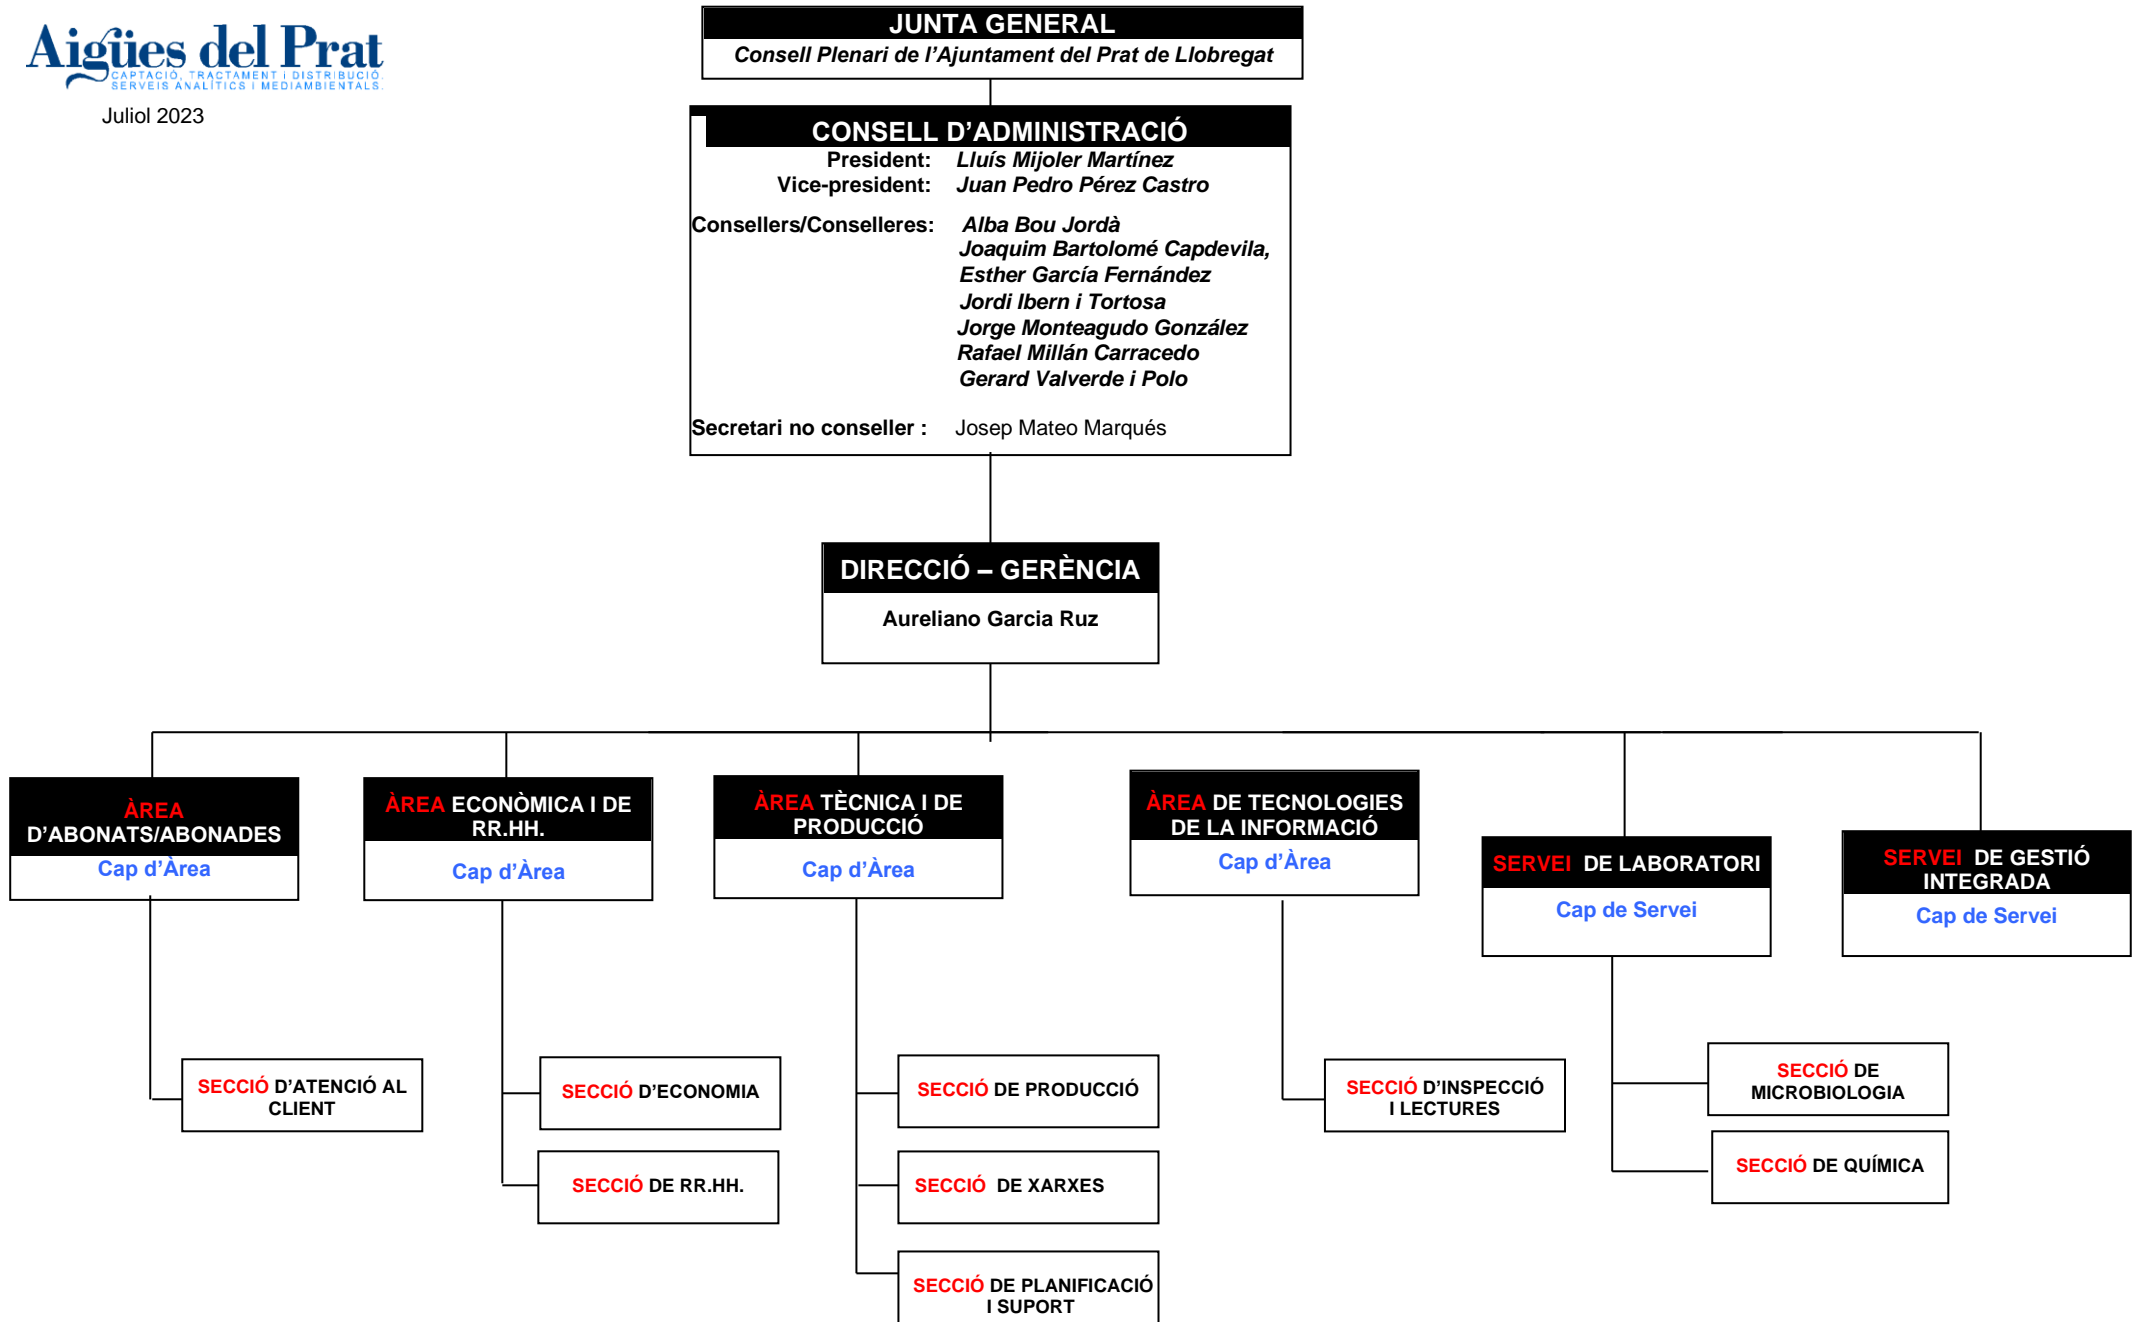 Aigües del Prat
CAPTACIÓ, TRACTAMENT I DISTRIBUCIÓ.
SERVEIS ANALÍTICS I MEDIAMBIENTALS.
Juliol 2023
JUNTA GENERAL
Consell Plenari de l'Ajuntament del Prat de Llobregat
CONSELL D'ADMINISTRACIÓ
President: Lluís Mijoler Martínez
Vice-president: Juan Pedro Pérez Castro
Consellers/Conselleres: Alba Bou Jordà
Joaquim Bartolomé Capdevila,
Esther García Fernández
Jordi Ibern i Tortosa
Jorge Monteagudo González
Rafael Millán Carracedo
Gerard Valverde i Polo
Secretari no conseller : Josep Mateo Marqués
DIRECCIÓ – GERÈNCIA
Aureliano Garcia Ruz
ÀREA
D'ABONATS/ABONADES
Cap d'Àrea
ÀREA ECONÒMICA I DE
RR.HH.
Cap d'Àrea
ÀREA TÈCNICA I DE
PRODUCCIÓ
Cap d'Àrea
ÀREA DE TECNOLOGIES
DE LA INFORMACIÓ
Cap d'Àrea
SERVEI DE LABORATORI
Cap de Servei
SERVEI DE GESTIÓ
INTEGRADA
Cap de Servei
SECCIÓ D'ATENCIÓ AL
CLIENT
SECCIÓ D'ECONOMIA
SECCIÓ DE RR.HH.
SECCIÓ DE PRODUCCIÓ
SECCIÓ DE XARXES
SECCIÓ DE PLANIFICACIÓ
I SUPORT
SECCIÓ D'INSPECCIÓ
I LECTURES
SECCIÓ DE
MICROBIOLOGIA
SECCIÓ DE QUÍMICA